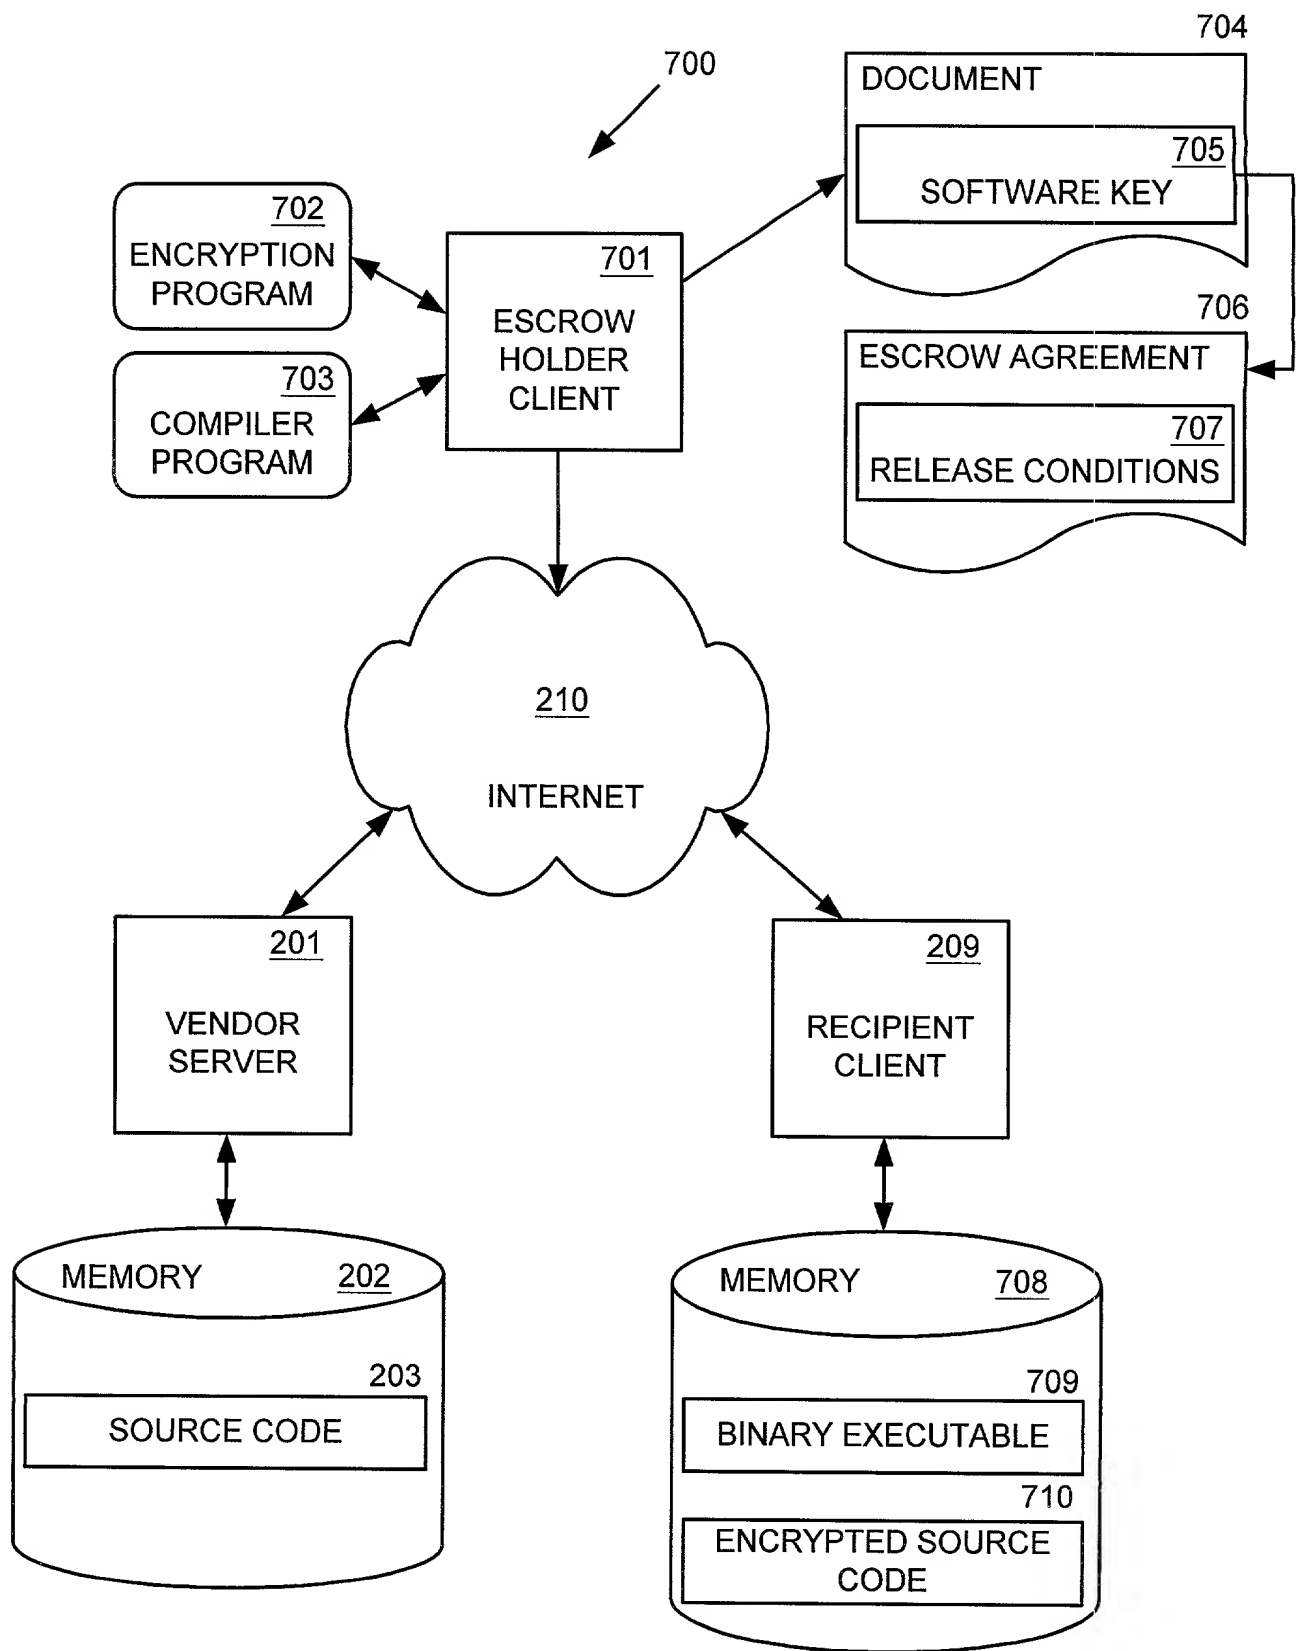 700
704
DOCUMENT
705
SOFTWARE KEY
702
ENCRYPTION
PROGRAM
701
ESCROW
HOLDER
CLIENT
703
COMPILER
PROGRAM
706
ESCROW AGREEMENT
707
RELEASE CONDITIONS
210
INTERNET
201
VENDOR
SERVER
209
RECIPIENT
CLIENT
MEMORY 202
203
SOURCE CODE
MEMORY 708
709
BINARY EXECUTABLE
710
ENCRYPTED SOURCE
CODE